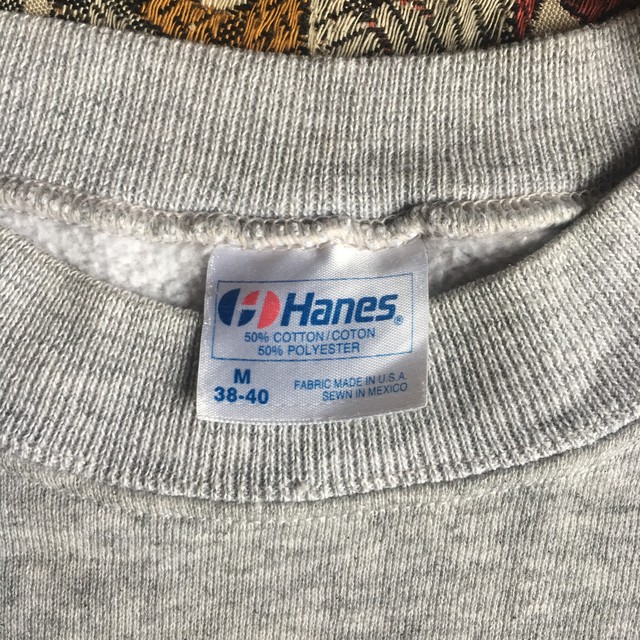 Hanes®
50% COTTON/COTON
50% POLYESTER
M
38-40
FABRIC MADE IN U.S.A.
SEWN IN MEXICO